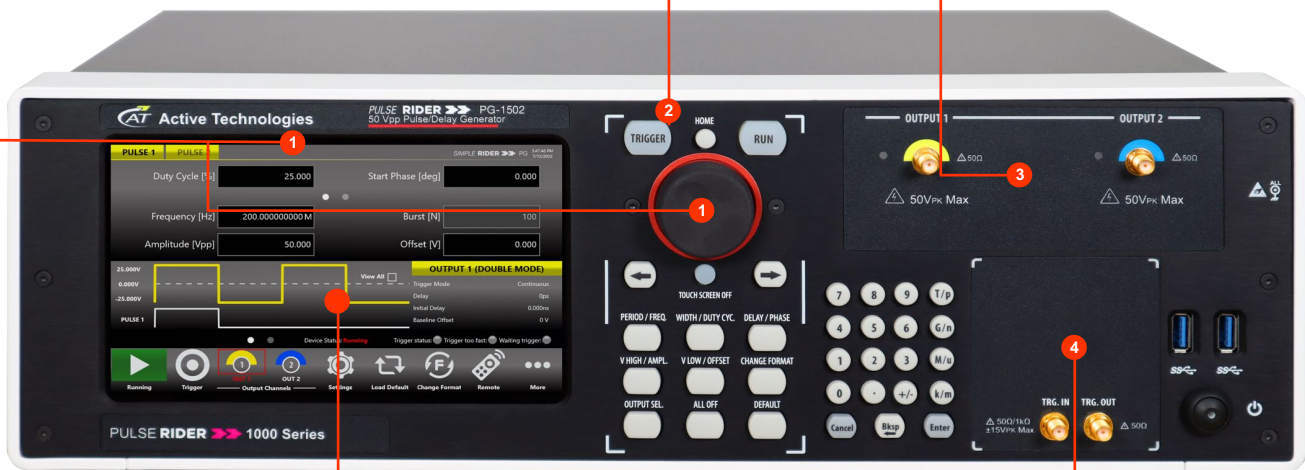 AT Active Technologies
PULSE RIDER PG-1502
50 Vpp Pulse/Delay Generator
1
2
3
1
4
PULSE 1
PULSE
SIMPLE RIDER PG
Duty Cycle [%] 25.000
Start Phase [deg] 0.000
Frequency [Hz] 200.000000000 M
Burst [N] 100
Amplitude [Vpp] 50.000
Offset [V] 0.000
25.000V
0.000V
-25.000V
PULSE 1
View All
OUTPUT 1 (DOUBLE MODE)
Trigger Mode Continuous
Delay 0ps
Initial Delay 0.000ns
Baseline Offset 0 V
Device Status: Running
Trigger status:
Trigger too fast:
Waiting trigger:
Running
Trigger
1
2
OUT 2
Output Channels
Settings
Load Default
F
Change Format
Remote
More
PULSE RIDER 1000 Series
TRIGGER
HOME
RUN
TOUCH SCREEN OFF
PERIOD / FREQ.
WIDTH / DUTY CYC.
DELAY / PHASE
V HIGH / AMPL.
V LOW / OFFSET
CHANGE FORMAT
OUTPUT SEL.
ALL OFF
DEFAULT
7 8 9 T/p
4 5 6 G/n
1 2 3 M/u
0 . +/- k/m
Cancel Bksp Enter
OUTPUT 1
50Ω
50VPK Max
OUTPUT 2
50Ω
50VPK Max
TRG. IN
TRG. OUT
50Ω/1kΩ
±15VPK Max
50Ω
ALL
SS
SS